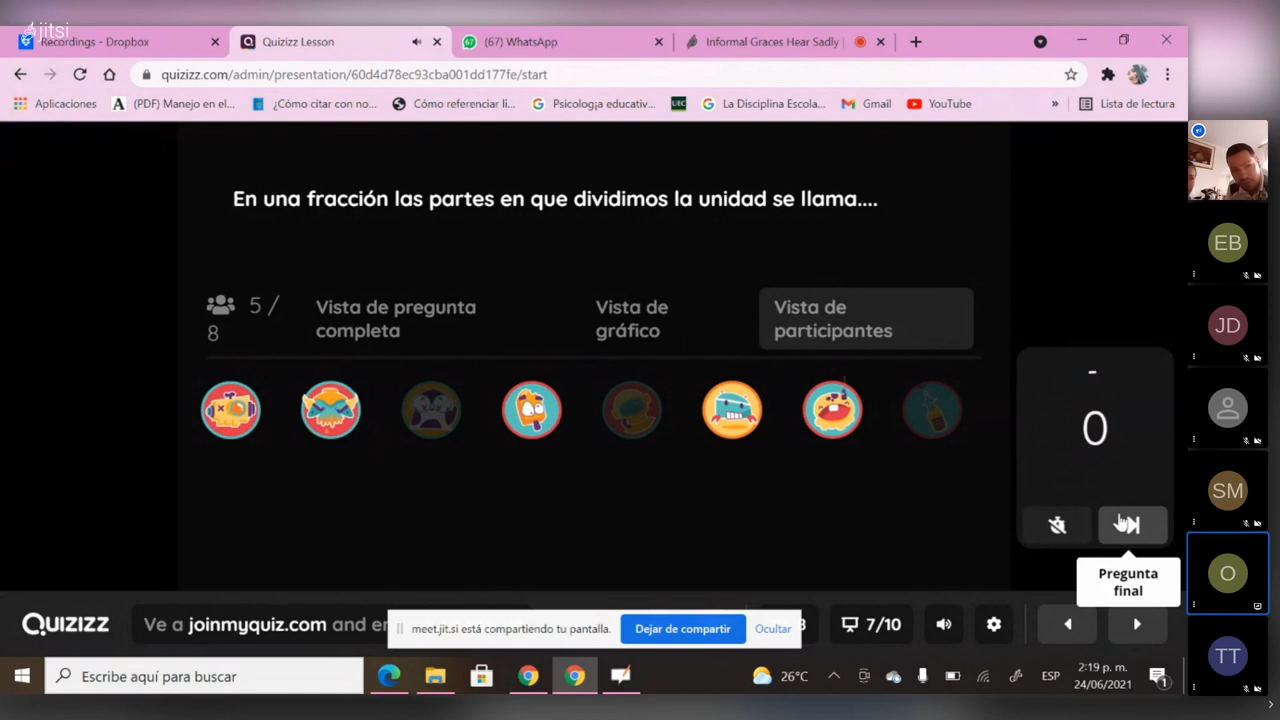 jitsi
Recordings - Dropbox
Quizizz Lesson
(67) WhatsApp
Informal Graces Hear Sadly |
quizizz.com/admin/presentation/60d4d78ec93cba001dd177fe/start
Aplicaciones
(PDF) Manejo en el...
¿Cómo citar con no...
Cómo referenciar li...
Psicología educativ...
UEC
La Disciplina Escola...
Gmail
YouTube
»
Lista de lectura
En una fracción las partes en que dividimos la unidad se llama....
5 /
8
Vista de pregunta
completa
Vista de
gráfico
Vista de
participantes
-
0
Pregunta
final
EB
JD
SM
O
TT
QUIZIZZ
Ve a joinmyquiz.com and en
meet.jit.si está compartiendo tu pantalla.
Dejar de compartir
Ocultar
7/10
Escribe aquí para buscar
26°C
ESP
2:19 p. m.
24/06/2021
1